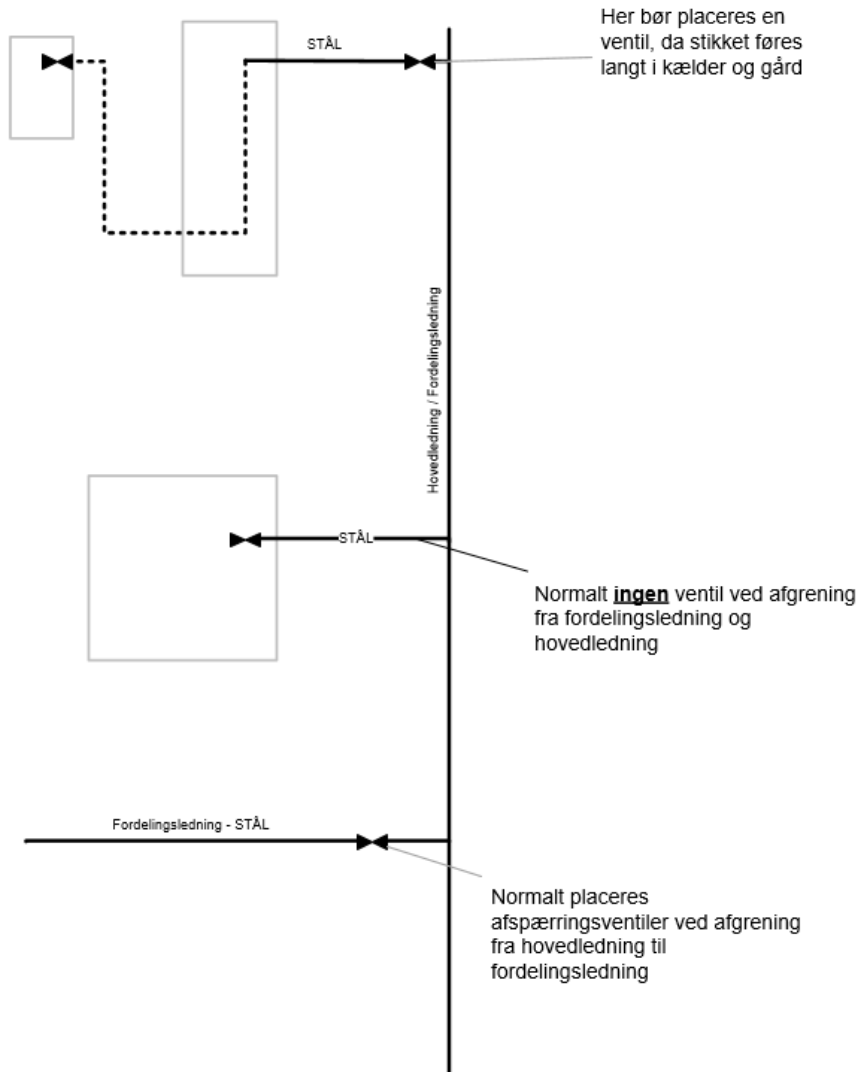 Her bør placeres en
ventil, da stikket føres
langt i kælder og gård
STÅL
Hovedledning / Fordelingsledning
STÅL
Normalt ingen ventil ved afgrening
fra fordelingsledning og
hovedledning
Fordelingsledning - STÅL
Normalt placeres
afspærringsventiler ved afgrening
fra hovedledning til
fordelingsledning